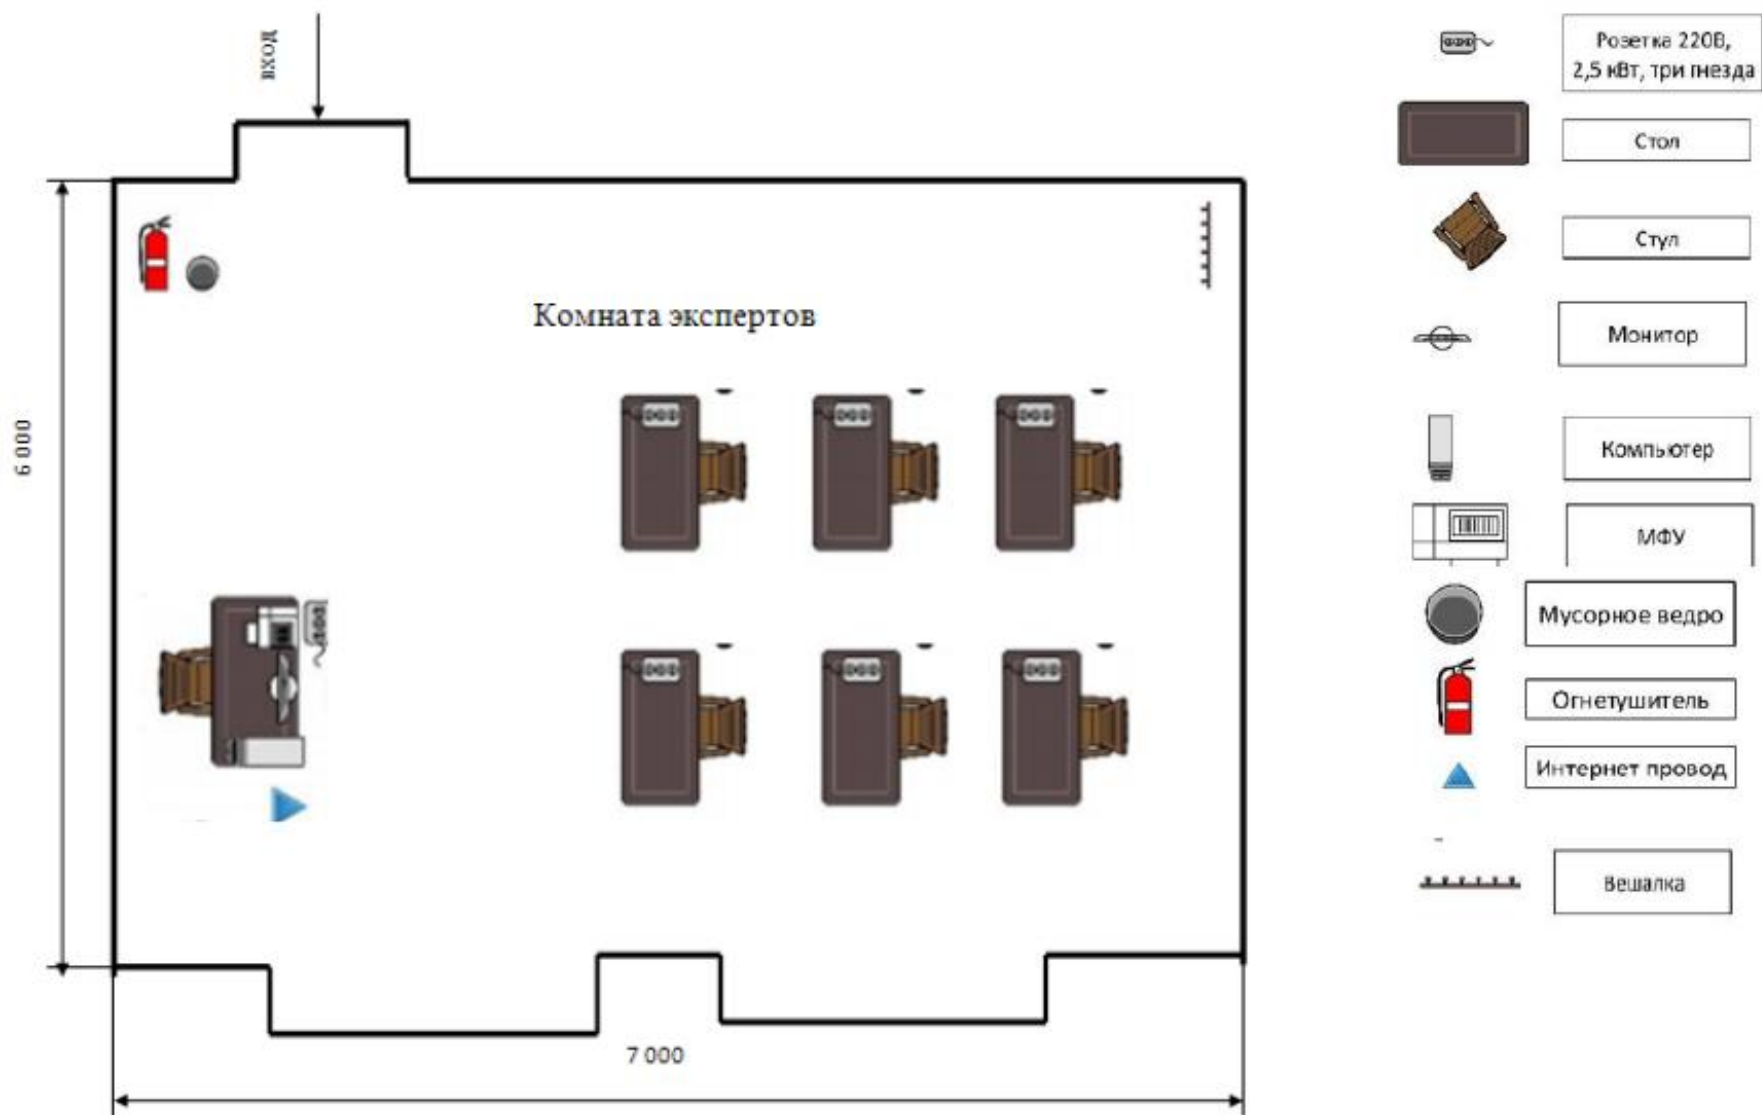 вход
Комната экспертов
6 000
7 000
Розетка 220В,
2,5 кВт, три гнезда
Стол
Стул
Монитор
Компьютер
МФУ
Мусорное ведро
Огнетушитель
Интернет провод
Вешалка